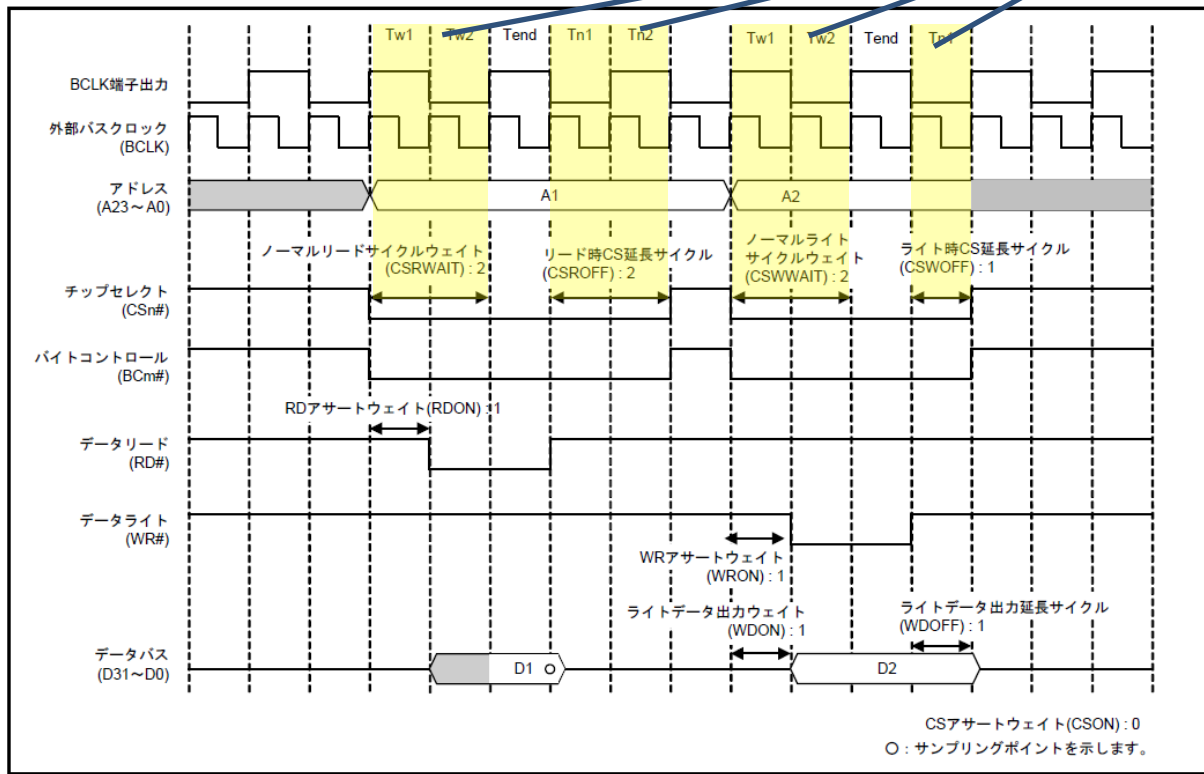 Tw1 Tw2 Tend Tn1 Tn2 Tw1 Tw2 Tend Tn1
BCLK端子出力
外部バスクロック
(BCLK)
アドレス
(A23～A0)
A1 A2
ノーマルリードサイクルウェイト
(CSRWAIT) : 2
リード時CS延長サイクル
(CSROFF) : 2
ノーマルライト
サイクルウェイト
(CSWWAIT) : 2
ライト時CS延長サイクル
(CSWOFF) : 1
チップセレクト
(CSn#)
バイトコントロール
(BCm#)
RDアサートウェイト(RDON) : 1
データリード
(RD#)
データライト
(WR#)
WRアサートウェイト
(WRON) : 1
ライトデータ出力ウェイト
(WDON) : 1
ライトデータ出力延長サイクル
(WDOFF) : 1
データバス
(D31～D0)
D1 D2
CSアサートウェイト(CSON) : 0
○ : サンプリングポイントを示します。